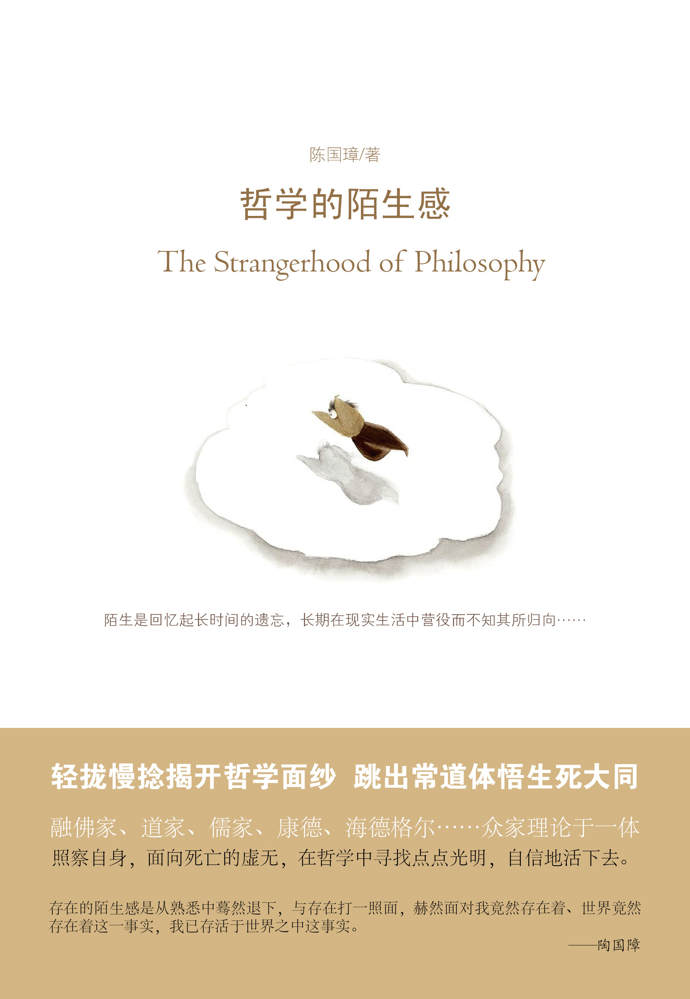 陈国璋/著
哲学的陌生感
The Strangerhood of Philosophy
陌生是回忆起长时间的遗忘，长期在现实生活中营役而不知其所归向……
轻拢慢捻揭开哲学面纱 跳出常道体悟生死大同
融佛家、道家、儒家、康德、海德格尔……众家理论于一体
照察自身，面向死亡的虚无，在哲学中寻找点点光明，自信地活下去。
存在的陌生感是从熟悉中蓦然退下，与存在打一照面，赫然面对我竟然存在着、世界竟然
存在着这一事实，我已存活于世界之中这事实。
——陶国障